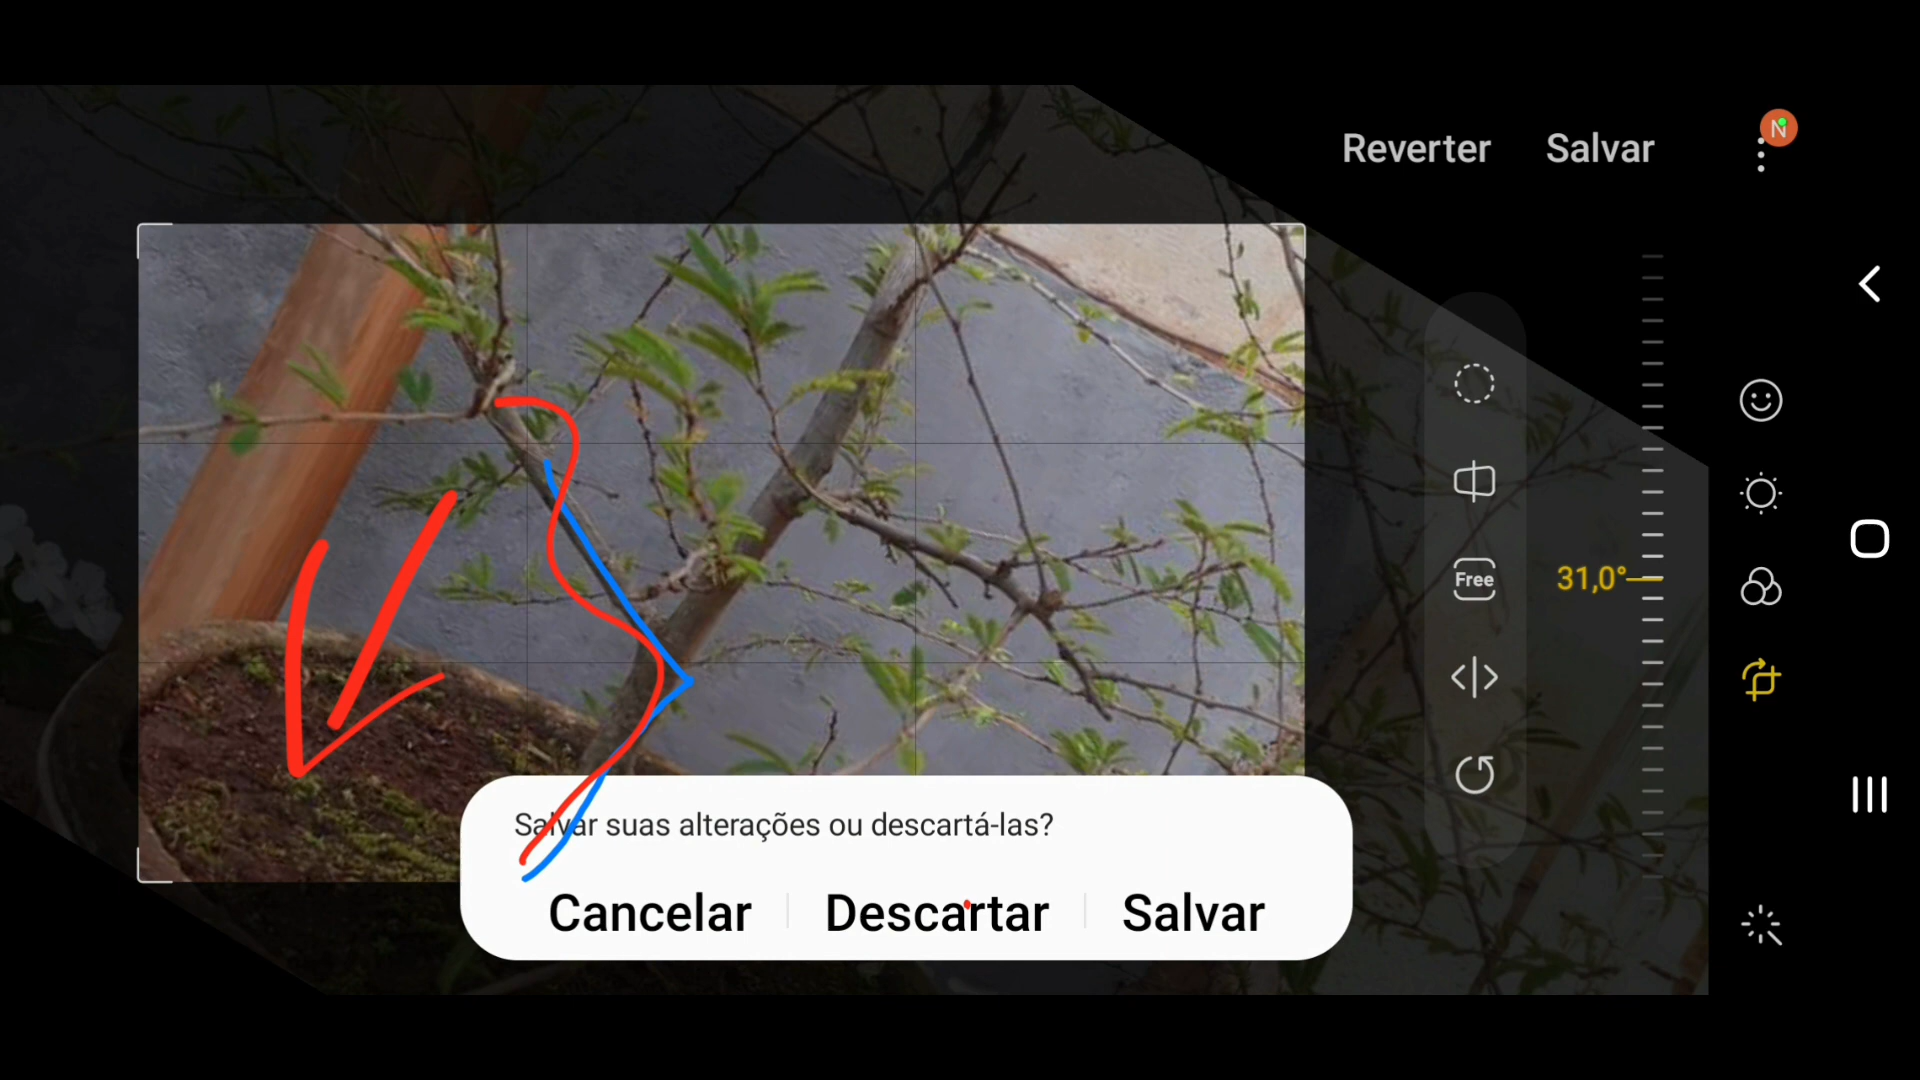 Reverter Salvar
N
Free
31,0°
Salvar suas alterações ou descartá-las?
Cancelar Descartar Salvar